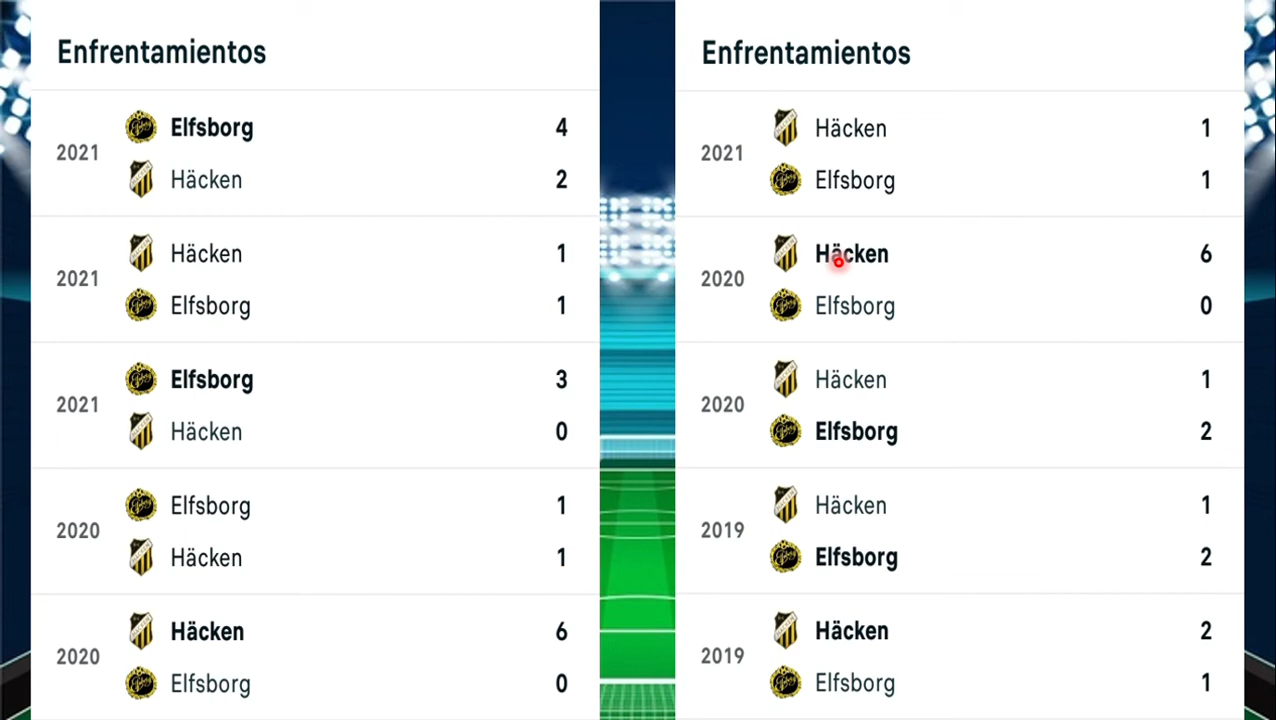 Enfrentamientos
2021
Elfsborg 4
Häcken 2
2021
Häcken 1
Elfsborg 1
2021
Elfsborg 3
Häcken 0
2020
Elfsborg 1
Häcken 1
2020
Häcken 6
Elfsborg 0
Enfrentamientos
2021
Häcken 1
Elfsborg 1
2020
Häcken 6
Elfsborg 0
2020
Häcken 1
Elfsborg 2
2019
Häcken 1
Elfsborg 2
2019
Häcken 2
Elfsborg 1